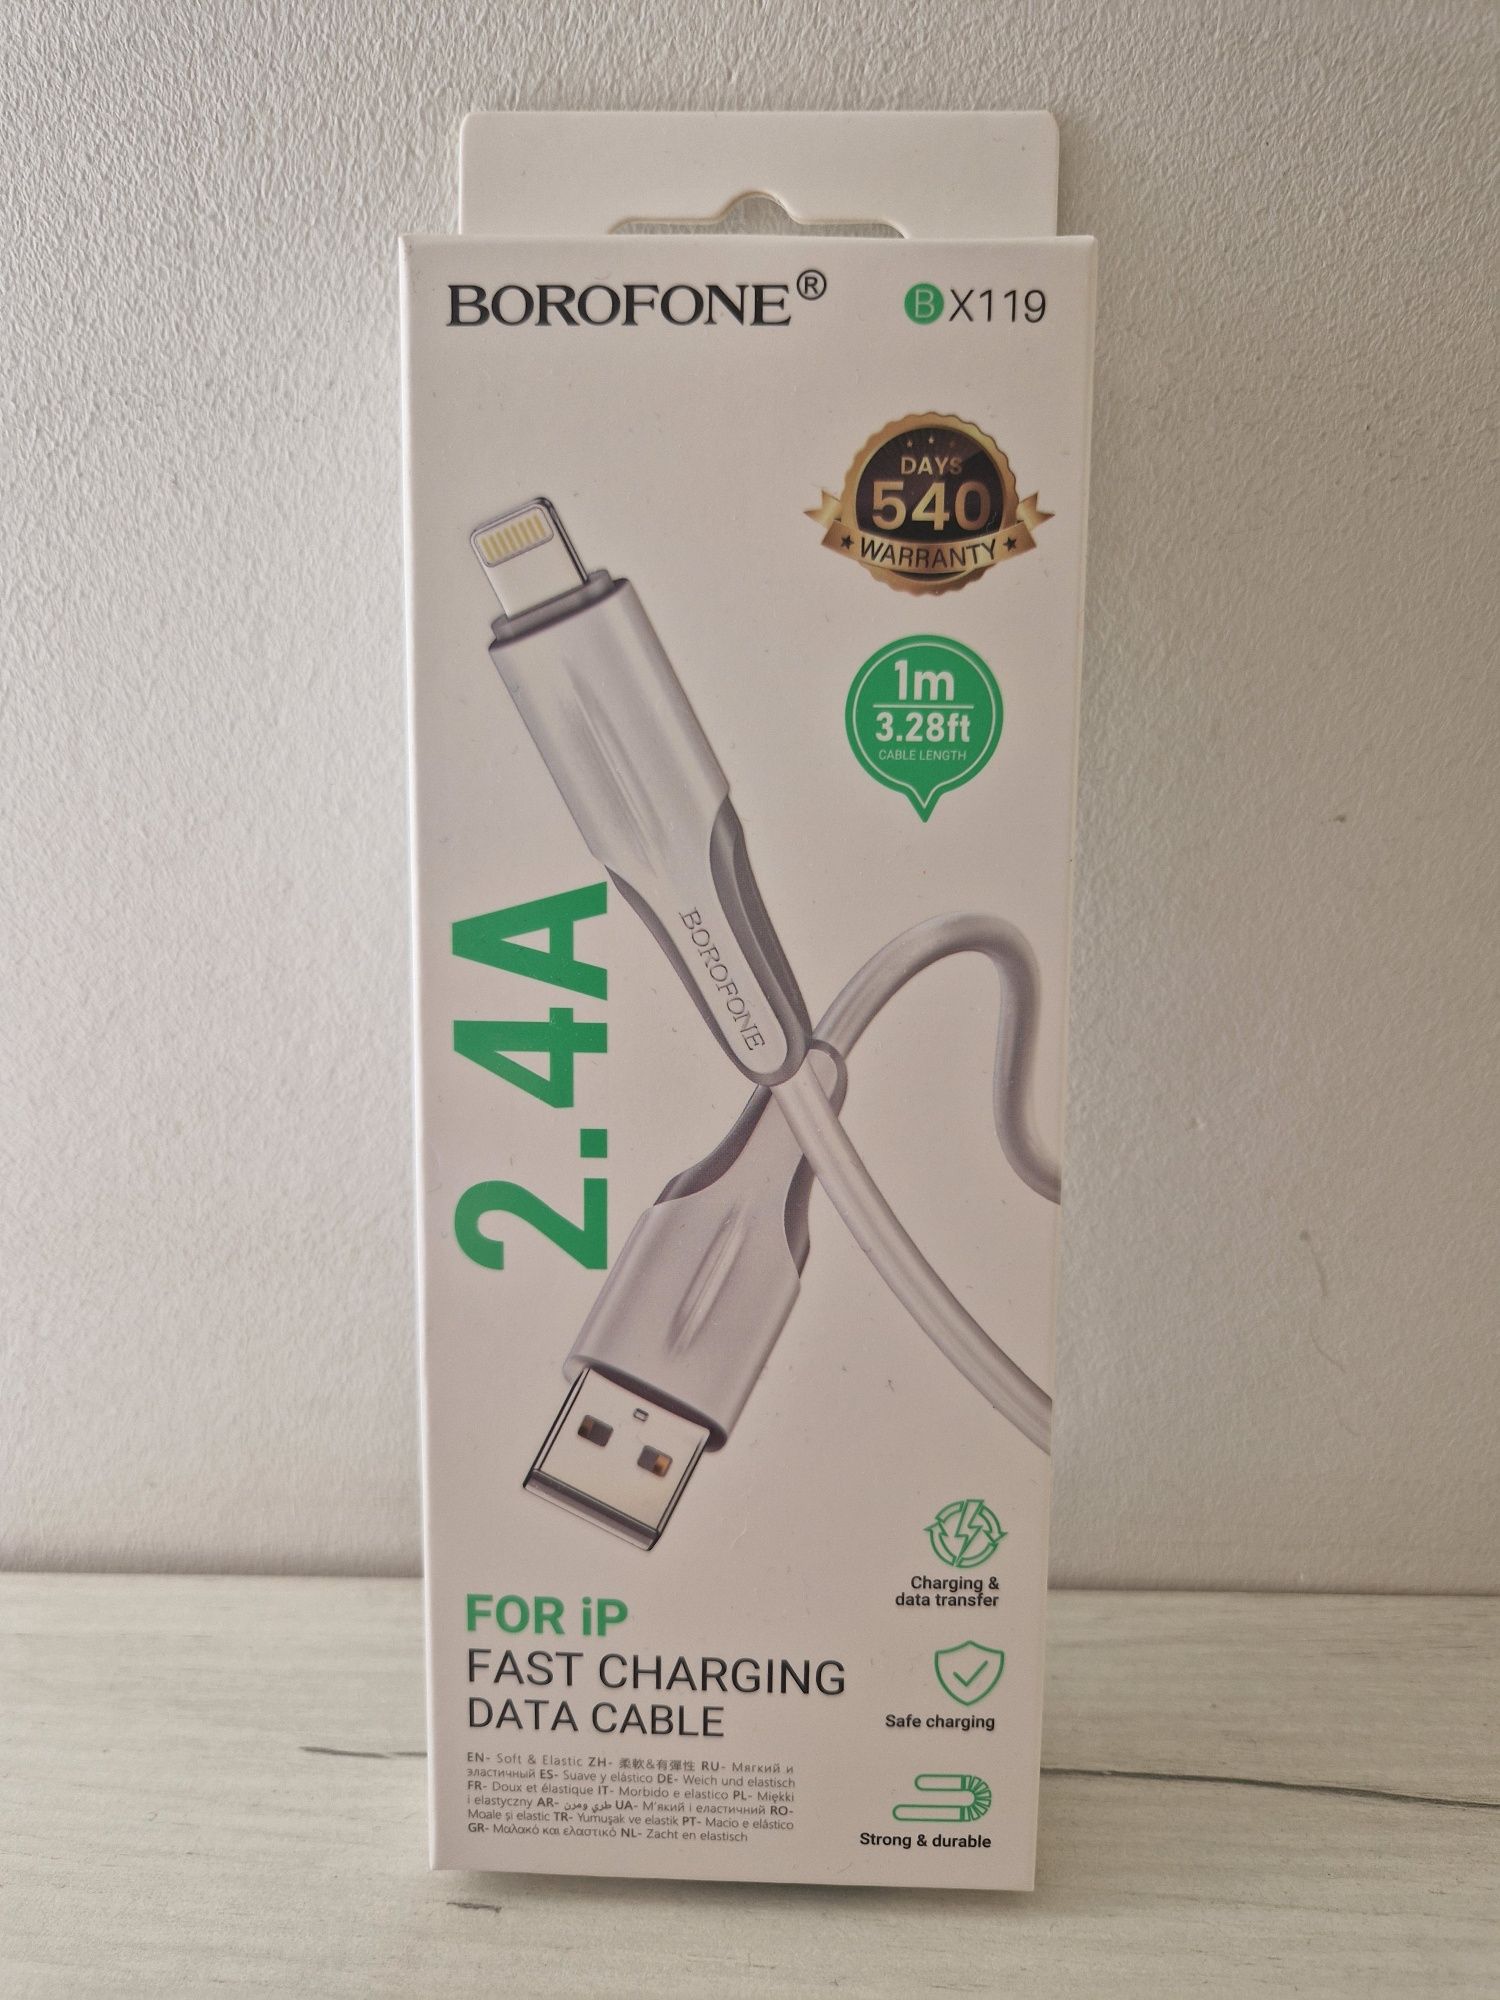 BOROFONE®
BX119
DAYS
540
WARRANTY
1m
3.28ft
CABLE LENGTH
BOROFONE
2.4A
Charging &
data transfer
FOR iP
FAST CHARGING
DATA CABLE
Safe charging
EN- Soft & Elastic ZH- 柔軟&有彈性 RU- Мягкий и
эластичный ES- Suave y elástico DE- Weich und elastisch
FR- Doux et élastique IT- Morbido e elastico PL- Miękki
i elastyczny AR- طري ومرن UA- М'який і еластичний RO-
Moale și elastic TR- Yumuşak ve elastik PT- Macio e elástico
GR- Μαλακό και ελαστικό NL- Zacht en elastisch
Strong & durable